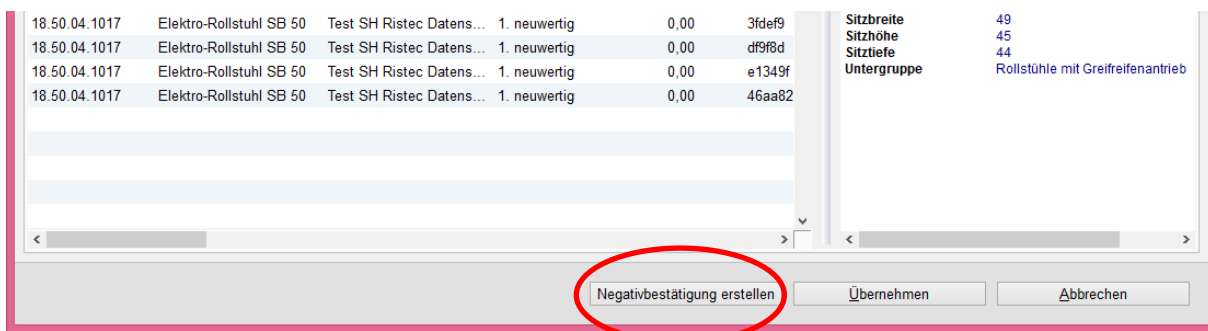 18.50.04.1017 Elektro-Rollstuhl SB 50 Test SH Ristec Datens... 1. neuwertig 0,00 3fdef9
18.50.04.1017 Elektro-Rollstuhl SB 50 Test SH Ristec Datens... 1. neuwertig 0,00 df9f8d
18.50.04.1017 Elektro-Rollstuhl SB 50 Test SH Ristec Datens... 1. neuwertig 0,00 e1349f
18.50.04.1017 Elektro-Rollstuhl SB 50 Test SH Ristec Datens... 1. neuwertig 0,00 46aa82
Sitzbreite 49
Sitzhöhe 45
Sitztiefe 44
Untergruppe Rollstühle mit Greifreifenantrieb
Negativbestätigung erstellen Übernehmen Abbrechen